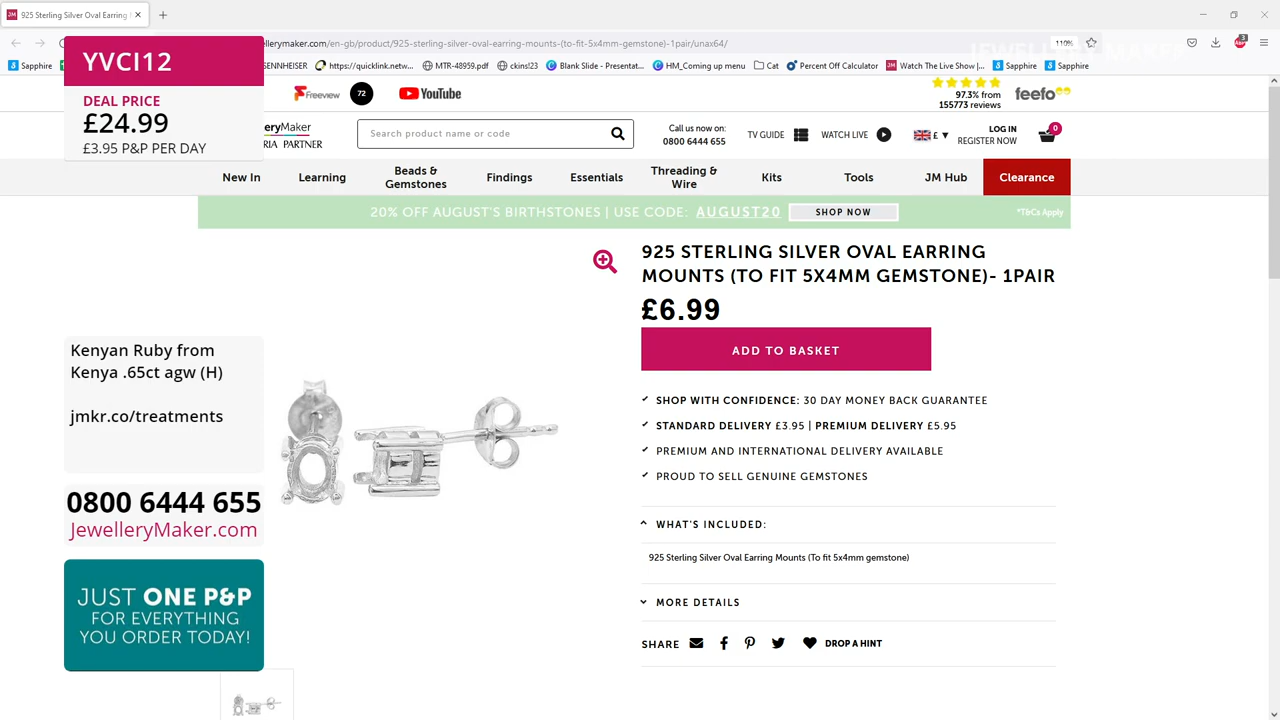 925 Sterling Silver Oval Earring
ellerymaker.com/en-gb/product/925-sterling-silver-oval-earring-mounts-(to-fit-5x4mm-gemstone)-1pair/unax64/
110%
3
JEWELLERY MAKER
Sapphire
SENNHEISER
https://quicklink.netw...
MTR-48959.pdf
ckins!23
Blank Slide - Presentat...
HM_Coming up menu
Cat
Percent Off Calculator
Watch The Live Show |...
Sapphire
Sapphire
YVCI12
DEAL PRICE
£24.99
£3.95 P&P PER DAY
Freeview
72
YouTube
97.3% from
155773 reviews
feefo
elleryMaker
RIA PARTNER
Search product name or code
Call us now on:
0800 6444 655
TV GUIDE
WATCH LIVE
£
LOG IN
REGISTER NOW
0
New In
Learning
Beads &
Gemstones
Findings
Essentials
Threading &
Wire
Kits
Tools
JM Hub
Clearance
20% OFF AUGUST'S BIRTHSTONES | USE CODE: AUGUST20
SHOP NOW
*T&Cs Apply
925 STERLING SILVER OVAL EARRING
MOUNTS (TO FIT 5X4MM GEMSTONE)- 1PAIR
£6.99
ADD TO BASKET
SHOP WITH CONFIDENCE: 30 DAY MONEY BACK GUARANTEE
STANDARD DELIVERY £3.95 | PREMIUM DELIVERY £5.95
PREMIUM AND INTERNATIONAL DELIVERY AVAILABLE
PROUD TO SELL GENUINE GEMSTONES
WHAT'S INCLUDED:
925 Sterling Silver Oval Earring Mounts (To fit 5x4mm gemstone)
MORE DETAILS
SHARE
DROP A HINT
Kenyan Ruby from
Kenya .65ct agw (H)
jmkr.co/treatments
0800 6444 655
JewelleryMaker.com
JUST ONE P&P
FOR EVERYTHING
YOU ORDER TODAY!